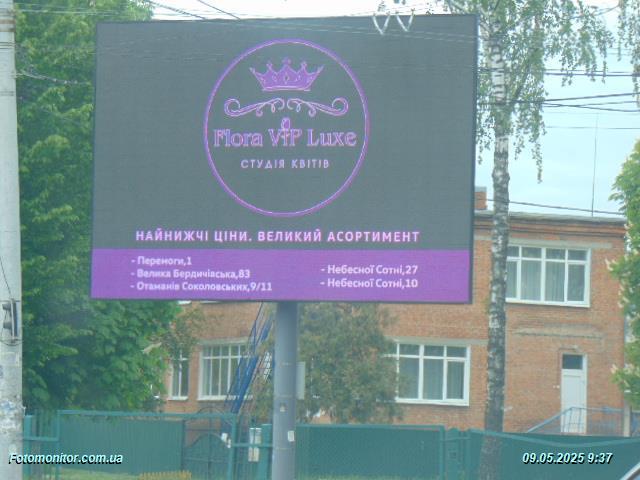 Flora VIP Luxe
СТУДІЯ КВІТІВ
НАЙНИЖЧІ ЦІНИ. ВЕЛИКИЙ АСОРТИМЕНТ
- Перемоги,1
- Велика Бердичівська,83
- Отаманів Соколовських,9/11
- Небесної Сотні,27
- Небесної Сотні,10
Fotomonitor.com.ua
09.05.2025 9:37